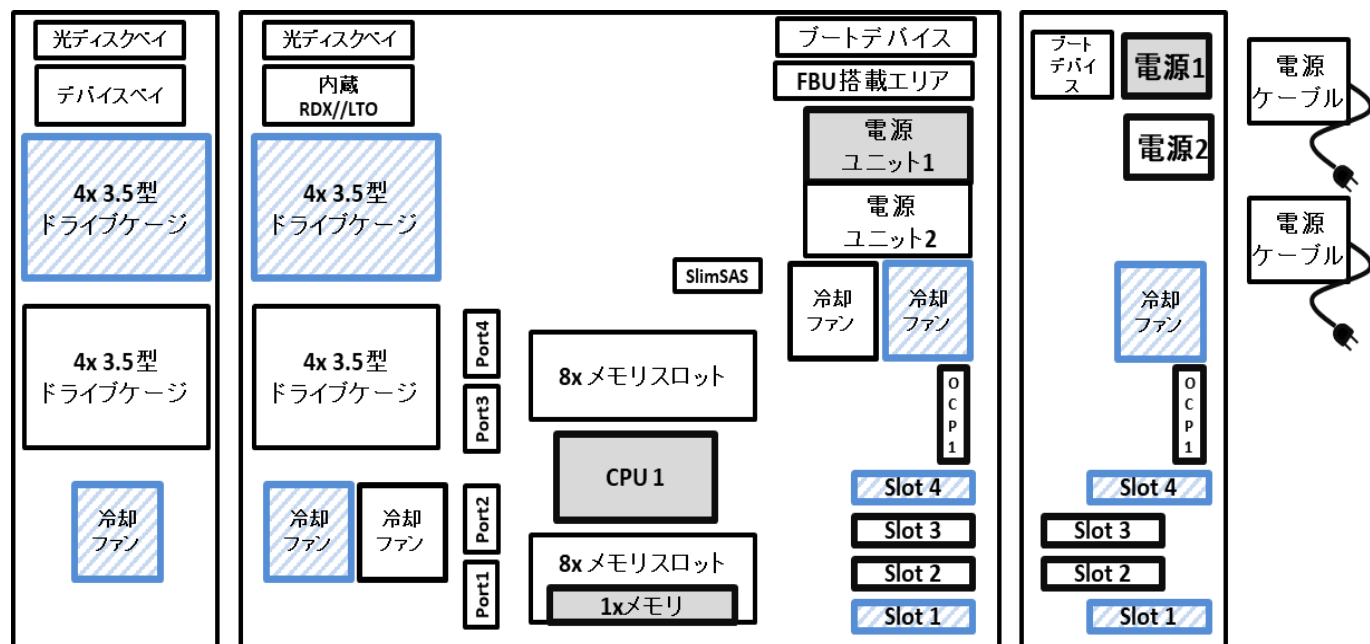 光ディスクベイ
デバイスベイ
4x 3.5型
ドライブケージ
4x 3.5型
ドライブケージ
冷却
ファン
光ディスクベイ
内蔵
RDX//LTO
4x 3.5型
ドライブケージ
4x 3.5型
ドライブケージ
冷却
ファン
冷却
ファン
Port4
Port3
Port2
Port1
SlimSAS
8xメモリスロット
CPU 1
8xメモリスロット
1xメモリ
ブートデバイス
FBU搭載エリア
電源
ユニット1
電源
ユニット2
冷却
ファン
冷却
ファン
OCP1
Slot 4
Slot 3
Slot 2
Slot 1
ブート
デバイ
ス
電源1
電源2
冷却
ファン
OCP1
Slot 4
Slot 3
Slot 2
Slot 1
電源
ケーブル
電源
ケーブル